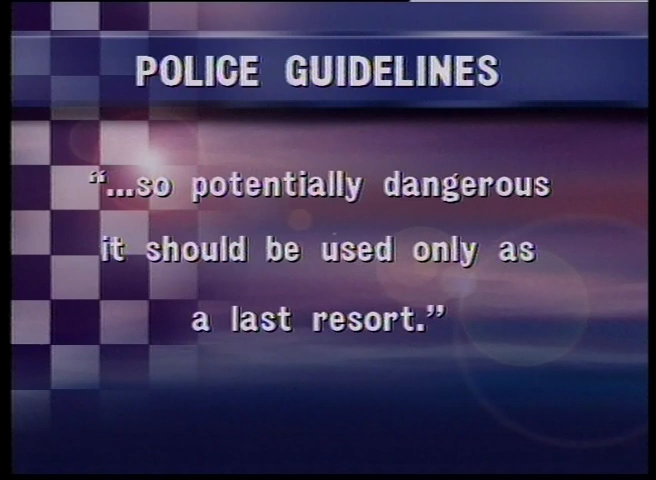 POLICE GUIDELINES
“...so potentially dangerous
it should be used only as
a last resort.”